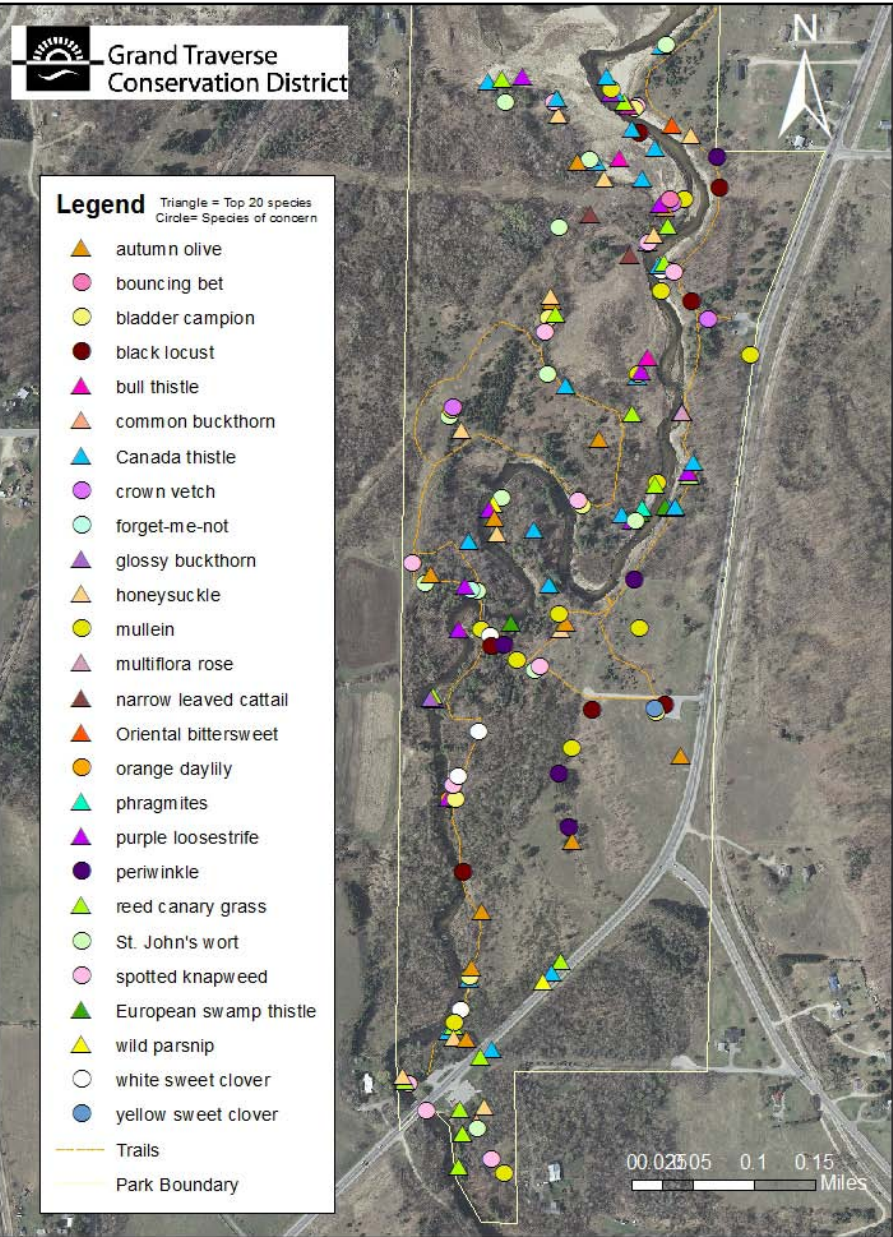 Grand Traverse
Conservation District
N
Legend
Triangle = Top 20 species
Circle= Species of concern
autumn olive
bouncing bet
bladder campion
black locust
bull thistle
common buckthorn
Canada thistle
crown vetch
forget-me-not
glossy buckthorn
honeysuckle
mullein
multiflora rose
narrow leaved cattail
Oriental bittersweet
orange daylily
phragmites
purple loosestrife
periwinkle
reed canary grass
St. John's wort
spotted knapweed
European swamp thistle
wild parsnip
white sweet clover
yellow sweet clover
Trails
Park Boundary
0.1 0.15
Miles